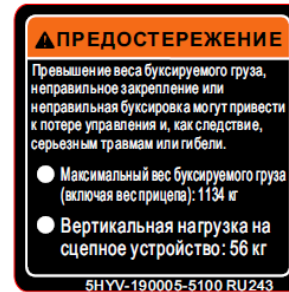 ПРЕДОСТЕРЕЖЕНИЕ
Превышение веса буксируемого груза,
неправильное закрепление или
неправильная буксировка могут привести
к потере управления и, как следствие,
серьезным травмам или гибели.
Максимальный вес буксируемого груза
(включая вес прицепа): 1134 кг
Вертикальная нагрузка на
сцепное устройство: 56 кг
5HYV-190005-5100 RU243